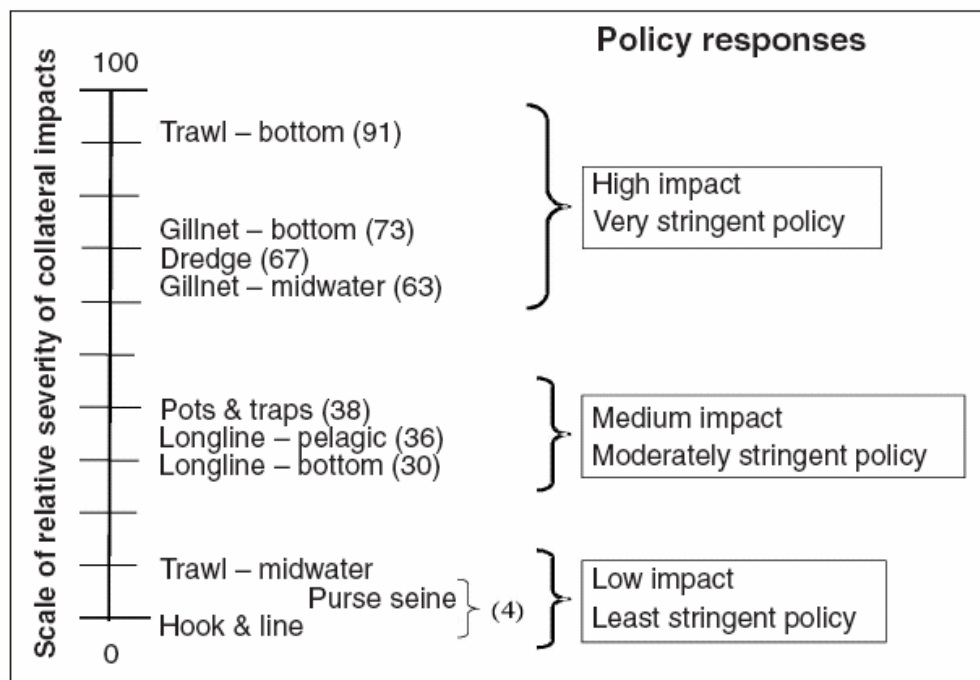 Scale of relative severity of collateral impacts
Policy responses
100
Trawl – bottom (91)
Gillnet – bottom (73)
Dredge (67)
Gillnet – midwater (63)
High impact
Very stringent policy
Pots & traps (38)
Longline – pelagic (36)
Longline – bottom (30)
Medium impact
Moderately stringent policy
Trawl – midwater
Purse seine
(4)
Hook & line
Low impact
Least stringent policy
0